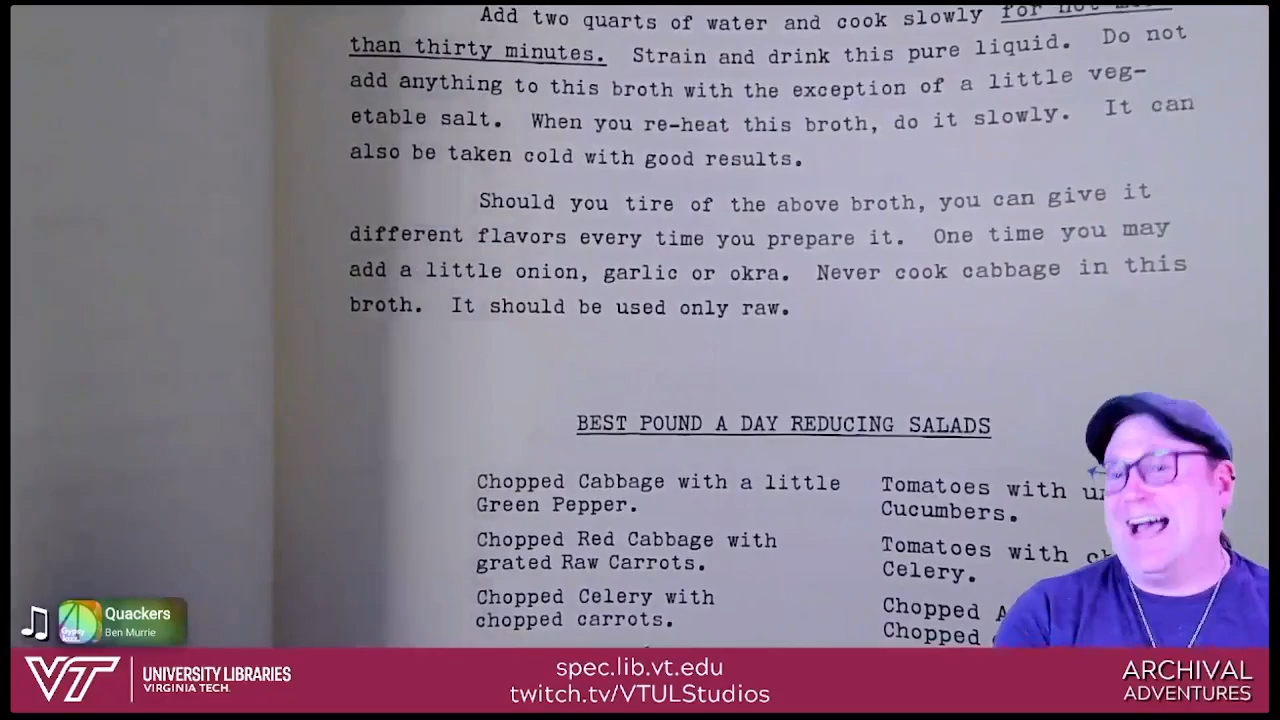 Add two quarts of water and cook slowly for not
than thirty minutes. Strain and drink this pure liquid. Do not
add anything to this broth with the exception of a little veg-
etable salt. When you re-heat this broth, do it slowly. It can
also be taken cold with good results.
Should you tire of the above broth, you can give it
different flavors every time you prepare it. One time you may
add a little onion, garlic or okra. Never cook cabbage in this
broth. It should be used only raw.
BEST POUND A DAY REDUCING SALADS
Chopped Cabbage with a little
Green Pepper.
Chopped Red Cabbage with
grated Raw Carrots.
Chopped Celery with
chopped carrots.
Tomatoes with
Cucumbers.
Tomatoes with
Celery.
Chopped
Chopped
Quackers
Ben Murrie
VT
UNIVERSITY LIBRARIES
VIRGINIA TECH.
spec.lib.vt.edu
twitch.tv/VTULStudios
ARCHIVAL
ADVENTURES